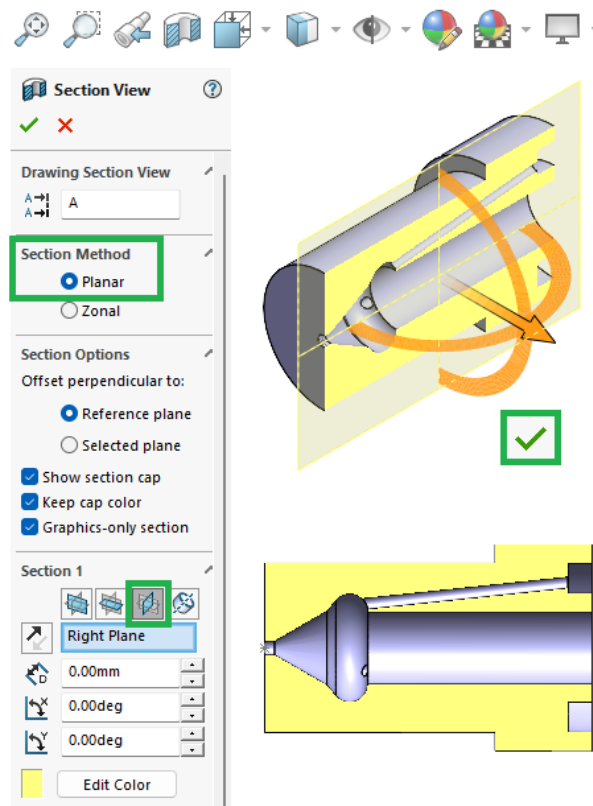 Section View
Drawing Section View
A
Section Method
Planar
Zonal
Section Options
Offset perpendicular to:
Reference plane
Selected plane
Show section cap
Keep cap color
Graphics-only section
Section 1
Right Plane
0.00mm
0.00deg
0.00deg
Edit Color